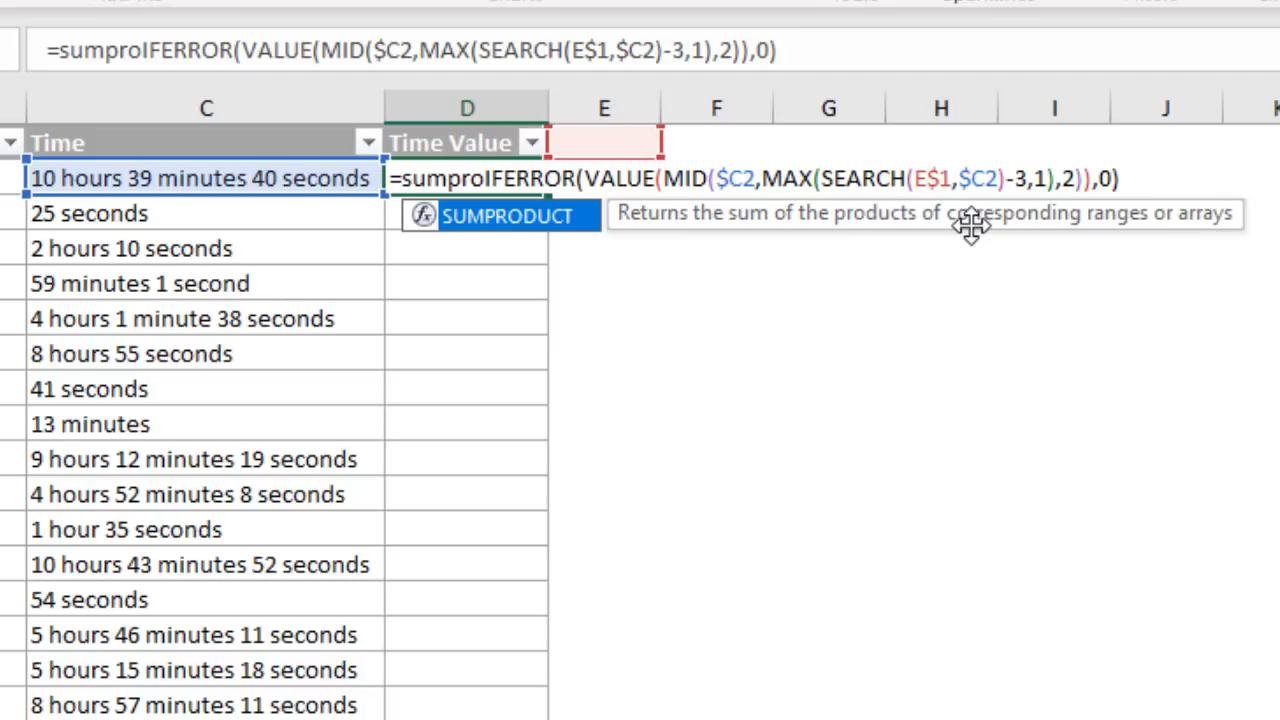 =sumproIFERROR(VALUE(MID($C2,MAX(SEARCH(E$1,$C2)-3,1),2)),0)
C D E F G H I J K
Time Time Value
10 hours 39 minutes 40 seconds =sumproIFERROR(VALUE(MID($C2,MAX(SEARCH(E$1,$C2)-3,1),2)),0)
25 seconds SUMPRODUCT Returns the sum of the products of corresponding ranges or arrays
2 hours 10 seconds
59 minutes 1 second
4 hours 1 minute 38 seconds
8 hours 55 seconds
41 seconds
13 minutes
9 hours 12 minutes 19 seconds
4 hours 52 minutes 8 seconds
1 hour 35 seconds
10 hours 43 minutes 52 seconds
54 seconds
5 hours 46 minutes 11 seconds
5 hours 15 minutes 18 seconds
8 hours 57 minutes 11 seconds